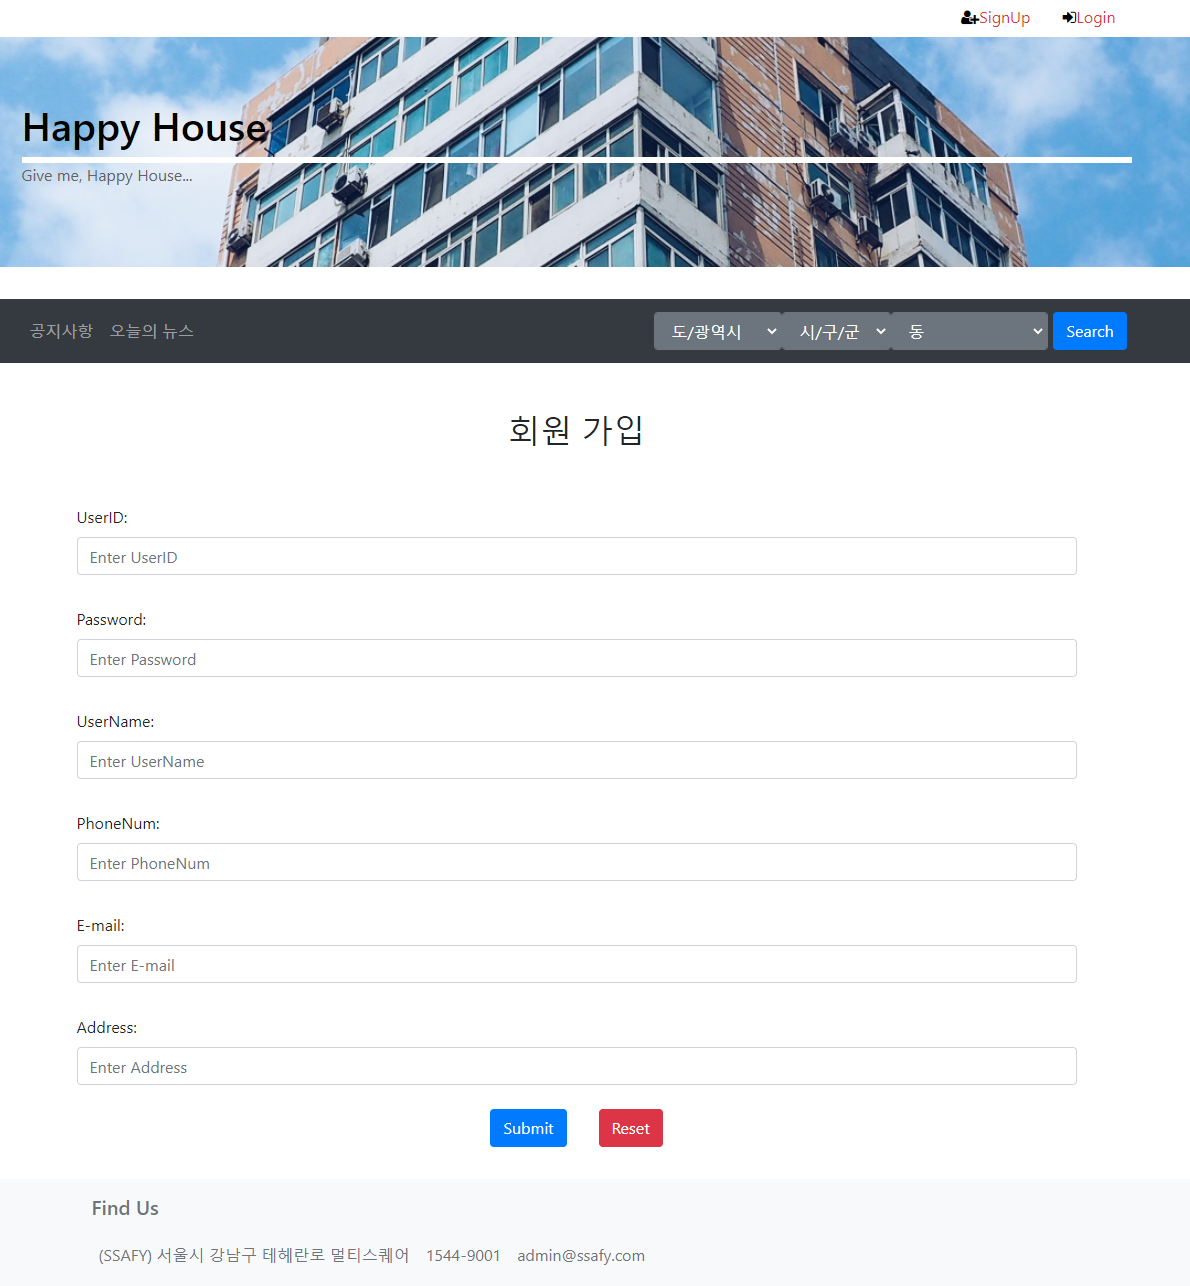 SignUp Login
Happy House
Give me, Happy House...
공지사항 오늘의 뉴스 도/광역시 시/구/군 동 Search
회원 가입
UserID:
Enter UserID
Password:
Enter Password
UserName:
Enter UserName
PhoneNum:
Enter PhoneNum
E-mail:
Enter E-mail
Address:
Enter Address
Submit Reset
Find Us
(SSAFY) 서울시 강남구 테헤란로 멀티스퀘어 1544-9001 admin@ssafy.com